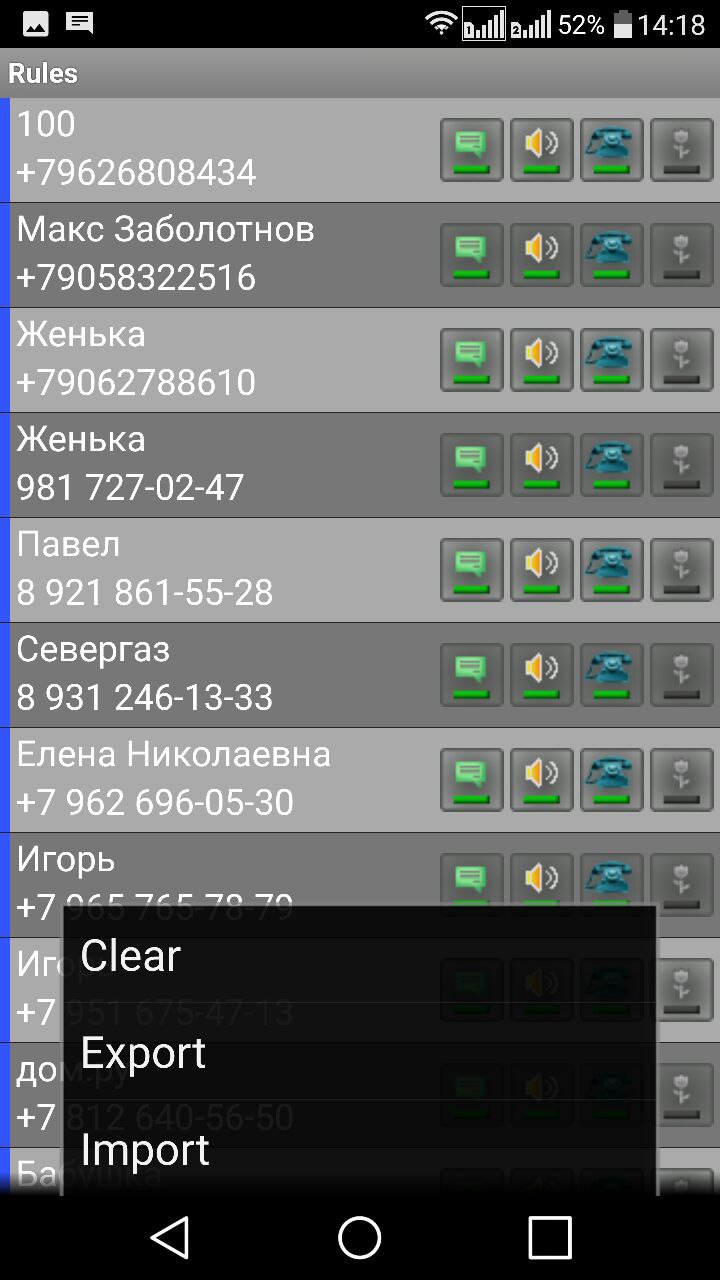 52% 14:18
Rules
100
+79626808434
Макс Заболотнов
+79058322516
Женька
+79062788610
Женька
981 727-02-47
Павел
8 921 861-55-28
Севергаз
8 931 246-13-33
Елена Николаевна
+7 962 696-05-30
Игорь
+7 965 765-78-79
Игорь
+7 951 675-47-13
дом.ру
+7 812 640-56-50
Бабушка
Clear
Export
Import